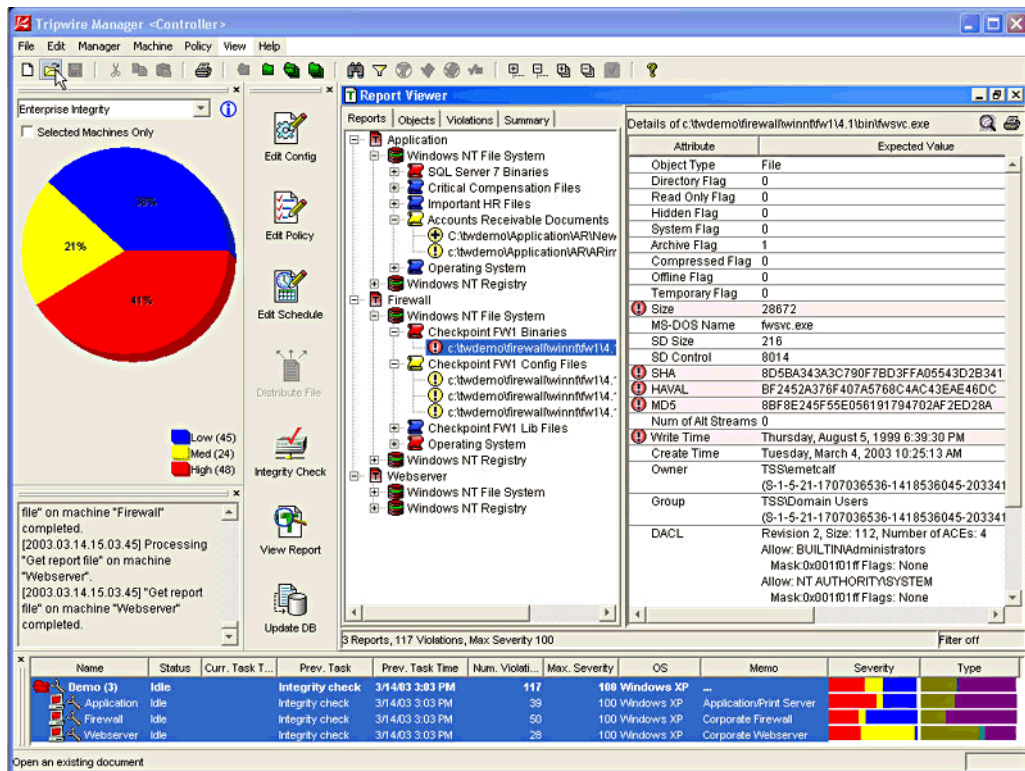 Tripwire Manager <Controller>
File Edit Manager Machine Policy View Help
Enterprise Integrity
Selected Machines Only
38%
21%
41%
Low (45)
Med (24)
High (48)
file" on machine "Firewall"
completed.
[2003.03.14.15.03.45] Processing
"Get report file" on machine
"Webserver".
[2003.03.14.15.03.45] "Get report
file" on machine "Webserver"
completed.
Edit Config
Edit Policy
Edit Schedule
Distribute File
Integrity Check
View Report
Update DB
Report Viewer
Reports Objects Violations Summary
Application
Windows NT File System
SQL Server 7 Binaries
Critical Compensation Files
Important HR Files
Accounts Receivable Documents
C:\twdemo\Application\AR\New
c:\twdemo\Application\AR\ARin
Operating System
Windows NT Registry
Firewall
Windows NT File System
Checkpoint FW1 Binaries
c:\twdemo\firewall\winnt\fw1\4.1
Checkpoint FW1 Config Files
c:\twdemo\firewall\winnt\fw1\4.
c:\twdemo\firewall\winnt\fw1\4.
c:\twdemo\firewall\winnt\fw1\4.
Checkpoint FW1 Lib Files
Operating System
Windows NT Registry
Webserver
Windows NT File System
Windows NT Registry
Details of c:\twdemo\firewall\winnt\fw1\4.1\bin\fwsvc.exe
Attribute Expected Value
Object Type File
Directory Flag 0
Read Only Flag 0
Hidden Flag 0
System Flag 0
Archive Flag 1
Compressed Flag 0
Offline Flag 0
Temporary Flag 0
Size 28672
MS-DOS Name fwsvc.exe
SD Size 216
SD Control 8014
SHA 8D5BA343A3C790F7BD3FFA05543D2B341
HAVAL BF2452A376F407A5768C4AC43EAE46DC
MD5 8BF8E245F55E056191794702AF2ED28A
Num of Alt Streams 0
Write Time Thursday, August 5, 1999 6:39:30 PM
Create Time Tuesday, March 4, 2003 10:25:13 AM
Owner TSS\emetcalf
(S-1-5-21-1707036536-1418536045-203341
Group TSS\Domain Users
(S-1-5-21-1707036536-1418536045-203341
DACL Revision 2, Size: 112, Number of ACEs: 4
Allow: BUILTIN\Administrators
Mask:0x001f01ff Flags: None
Allow: NT AUTHORITY\SYSTEM
Mask:0x001f01ff Flags: None
3 Reports, 117 Violations, Max Severity 100
Filter off
Name Status Curr. Task T... Prev. Task Prev. Task Time Num. Violati... Max. Severity OS Memo Severity Type
Demo (3) Idle Integrity check 3/14/03 3:03 PM 117 100 Windows XP ...
Application Idle Integrity check 3/14/03 3:03 PM 39 100 Windows XP Application/Print Server
Firewall Idle Integrity check 3/14/03 3:03 PM 50 100 Windows XP Corporate Firewall
Webserver Idle Integrity check 3/14/03 3:03 PM 28 100 Windows XP Corporate Webserver
Open an existing document